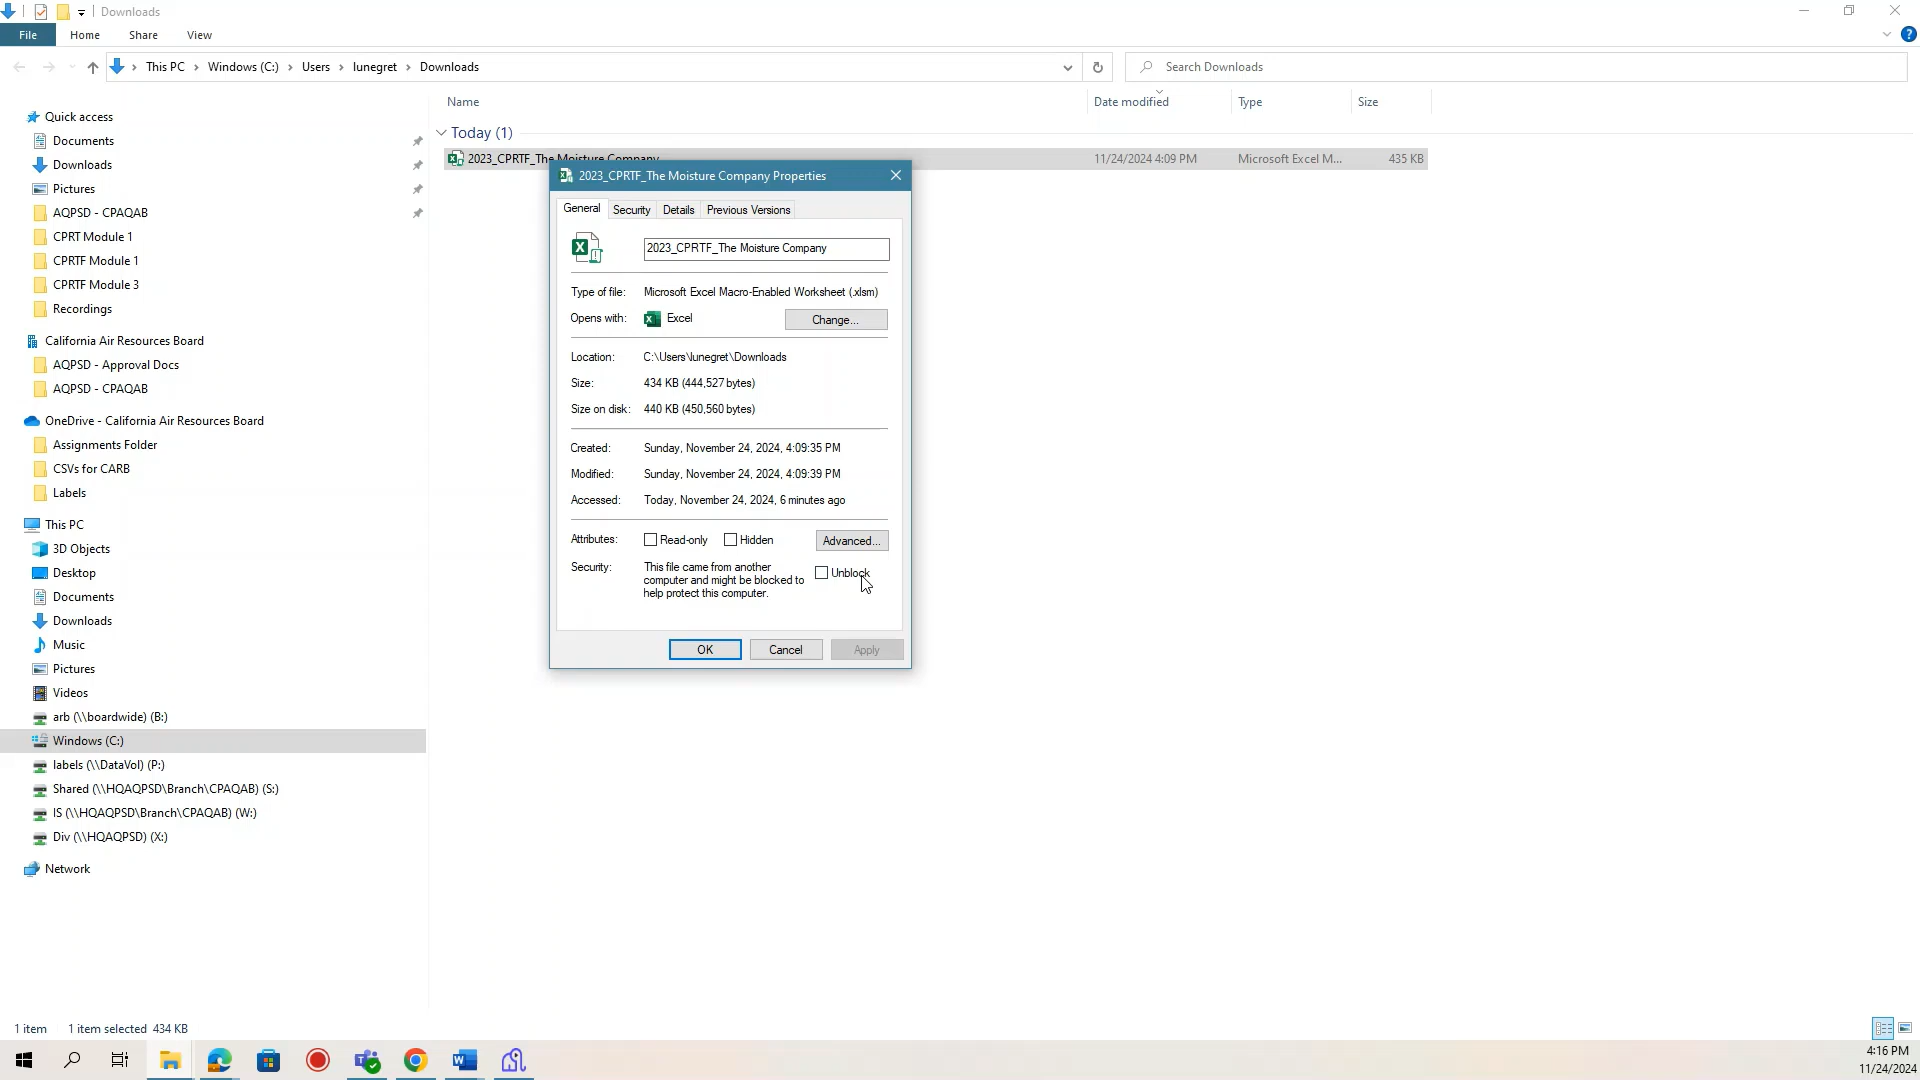 Downloads
File Home Share View
This PC Windows (C:) Users lunegret Downloads
Search Downloads
Name Date modified Type Size
Quick access
Documents
Downloads
Pictures
AQPSD - CPAQAB
CPRT Module 1
CPRTF Module 1
CPRTF Module 3
Recordings
California Air Resources Board
AQPSD - Approval Docs
AQPSD - CPAQAB
OneDrive - California Air Resources Board
Assignments Folder
CSVs for CARB
Labels
This PC
3D Objects
Desktop
Documents
Downloads
Music
Pictures
Videos
arb (\\boardwide) (B:)
Windows (C:)
labels (\\DataVol) (P:)
Shared (\\HQAQPSD\Branch\CPAQAB) (S:)
IS (\\HQAQPSD\Branch\CPAQAB) (W:)
Div (\\HQAQPSD) (X:)
Network
Today (1)
2023_CPRTF_The Moisture Company 11/24/2024 4:09 PM Microsoft Excel M... 435 KB
2023_CPRTF_The Moisture Company Properties
General Security Details Previous Versions
2023_CPRTF_The Moisture Company
Type of file: Microsoft Excel Macro-Enabled Worksheet (.xlsm)
Opens with: Excel Change...
Location: C:\Users\lunegret\Downloads
Size: 434 KB (444,527 bytes)
Size on disk: 440 KB (450,560 bytes)
Created: Sunday, November 24, 2024, 4:09:35 PM
Modified: Sunday, November 24, 2024, 4:09:39 PM
Accessed: Today, November 24, 2024, 6 minutes ago
Attributes: Read-only Hidden Advanced...
Security: This file came from another
computer and might be blocked to
help protect this computer.
Unblock
OK Cancel Apply
1 item 1 item selected 434 KB
4:16 PM
11/24/2024